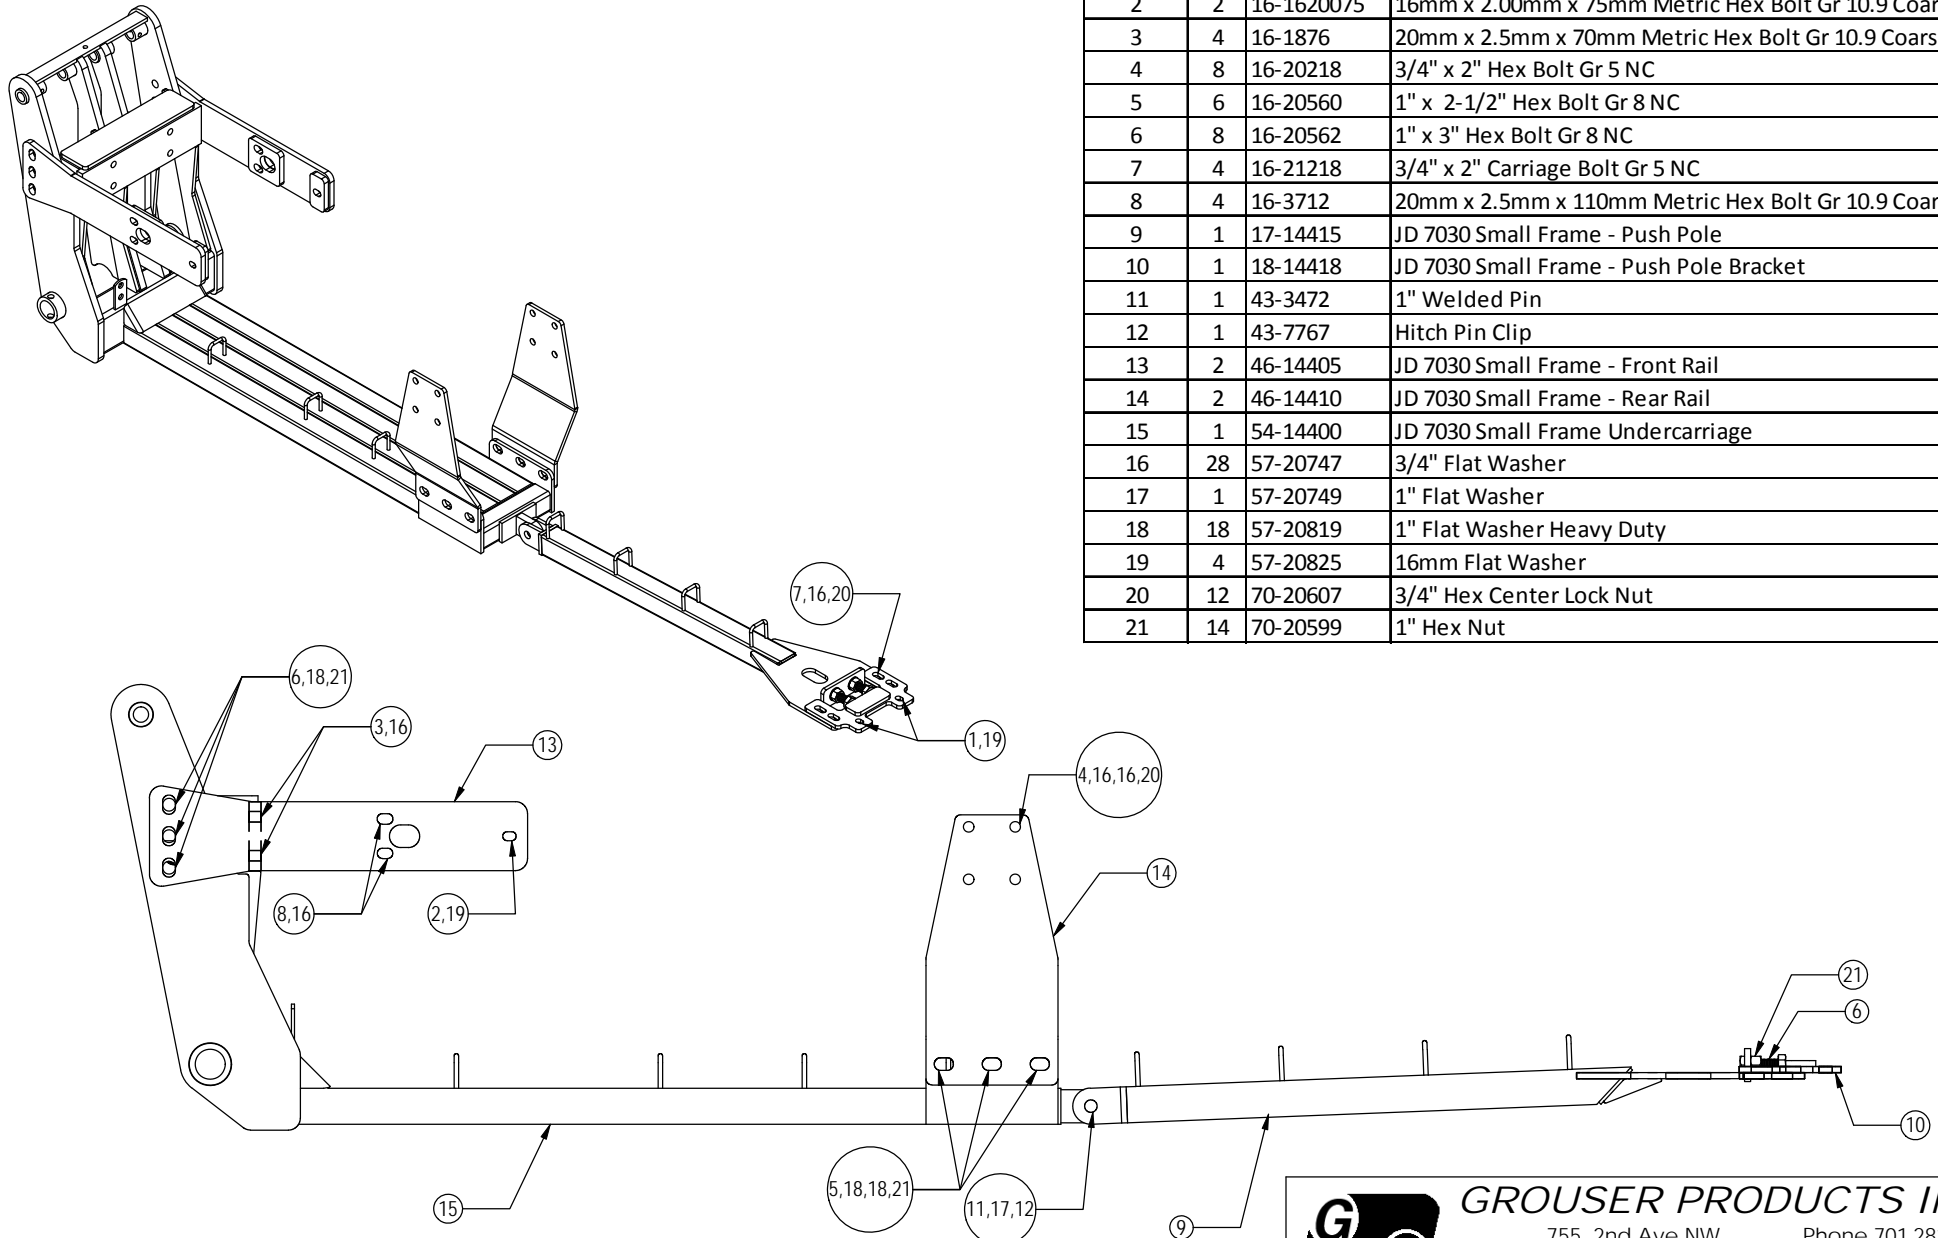 2 2 16-1620075 16mm x 2.00mm x 75mm Metric Hex Bolt Gr 10.9
3 4 16-1876 20mm x 2.5mm x 70mm Metric Hex Bolt Gr 10.9 Coars
4 8 16-20218 3/4" x 2" Hex Bolt Gr 5 NC
5 6 16-20560 1" x 2-1/2" Hex Bolt Gr 8 NC
6 8 16-20562 1" x 3" Hex Bolt Gr 8 NC
7 4 16-21218 3/4" x 2" Carriage Bolt Gr 5 NC
8 4 16-3712 20mm x 2.5mm x 110mm Metric Hex Bolt Gr 10.9 Coar
9 1 17-14415 JD 7030 Small Frame - Push Pole
10 1 18-14418 JD 7030 Small Frame - Push Pole Bracket
11 1 43-3472 1" Welded Pin
12 1 43-7767 Hitch Pin Clip
13 2 46-14405 JD 7030 Small Frame - Front Rail
14 2 46-14410 JD 7030 Small Frame - Rear Rail
15 1 54-14400 JD 7030 Small Frame Undercarriage
16 28 57-20747 3/4" Flat Washer
17 1 57-20749 1" Flat Washer
18 18 57-20819 1" Flat Washer Heavy Duty
19 4 57-20825 16mm Flat Washer
20 12 70-20607 3/4" Hex Center Lock Nut
21 14 70-20599 1" Hex Nut
7,16,20
6,18,21
3,16
13
1,19
4,16,16,20
14
8,16
2,19
21
6
10
5,18,18,21
11,17,12
15
9
G
GROUSER PRODUCTS
755 2nd Ave NW Phone 701 28